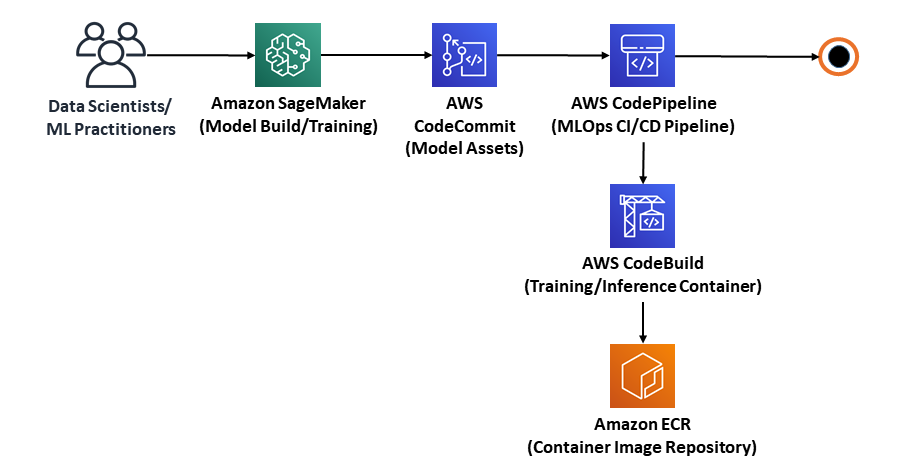 Data Scientists/
ML Practitioners
Amazon SageMaker
(Model Build/Training)
AWS
CodeCommit
(Model Assets)
AWS CodePipeline
(MLOps CI/CD Pipeline)
AWS CodeBuild
(Training/Inference Container)
Amazon ECR
(Container Image Repository)